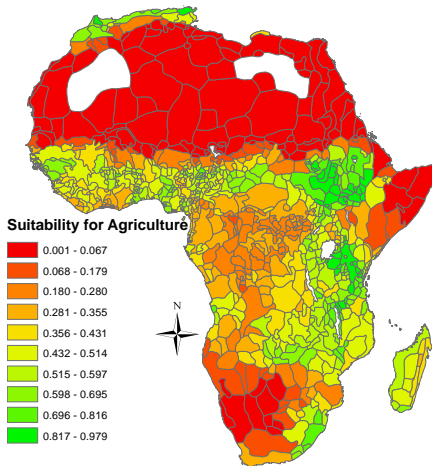 Suitability for Agriculture
0.001 - 0.067
0.068 - 0.179
0.180 - 0.280
0.281 - 0.355
0.356 - 0.431
0.432 - 0.514
0.515 - 0.597
0.598 - 0.695
0.696 - 0.816
0.817 - 0.979
N